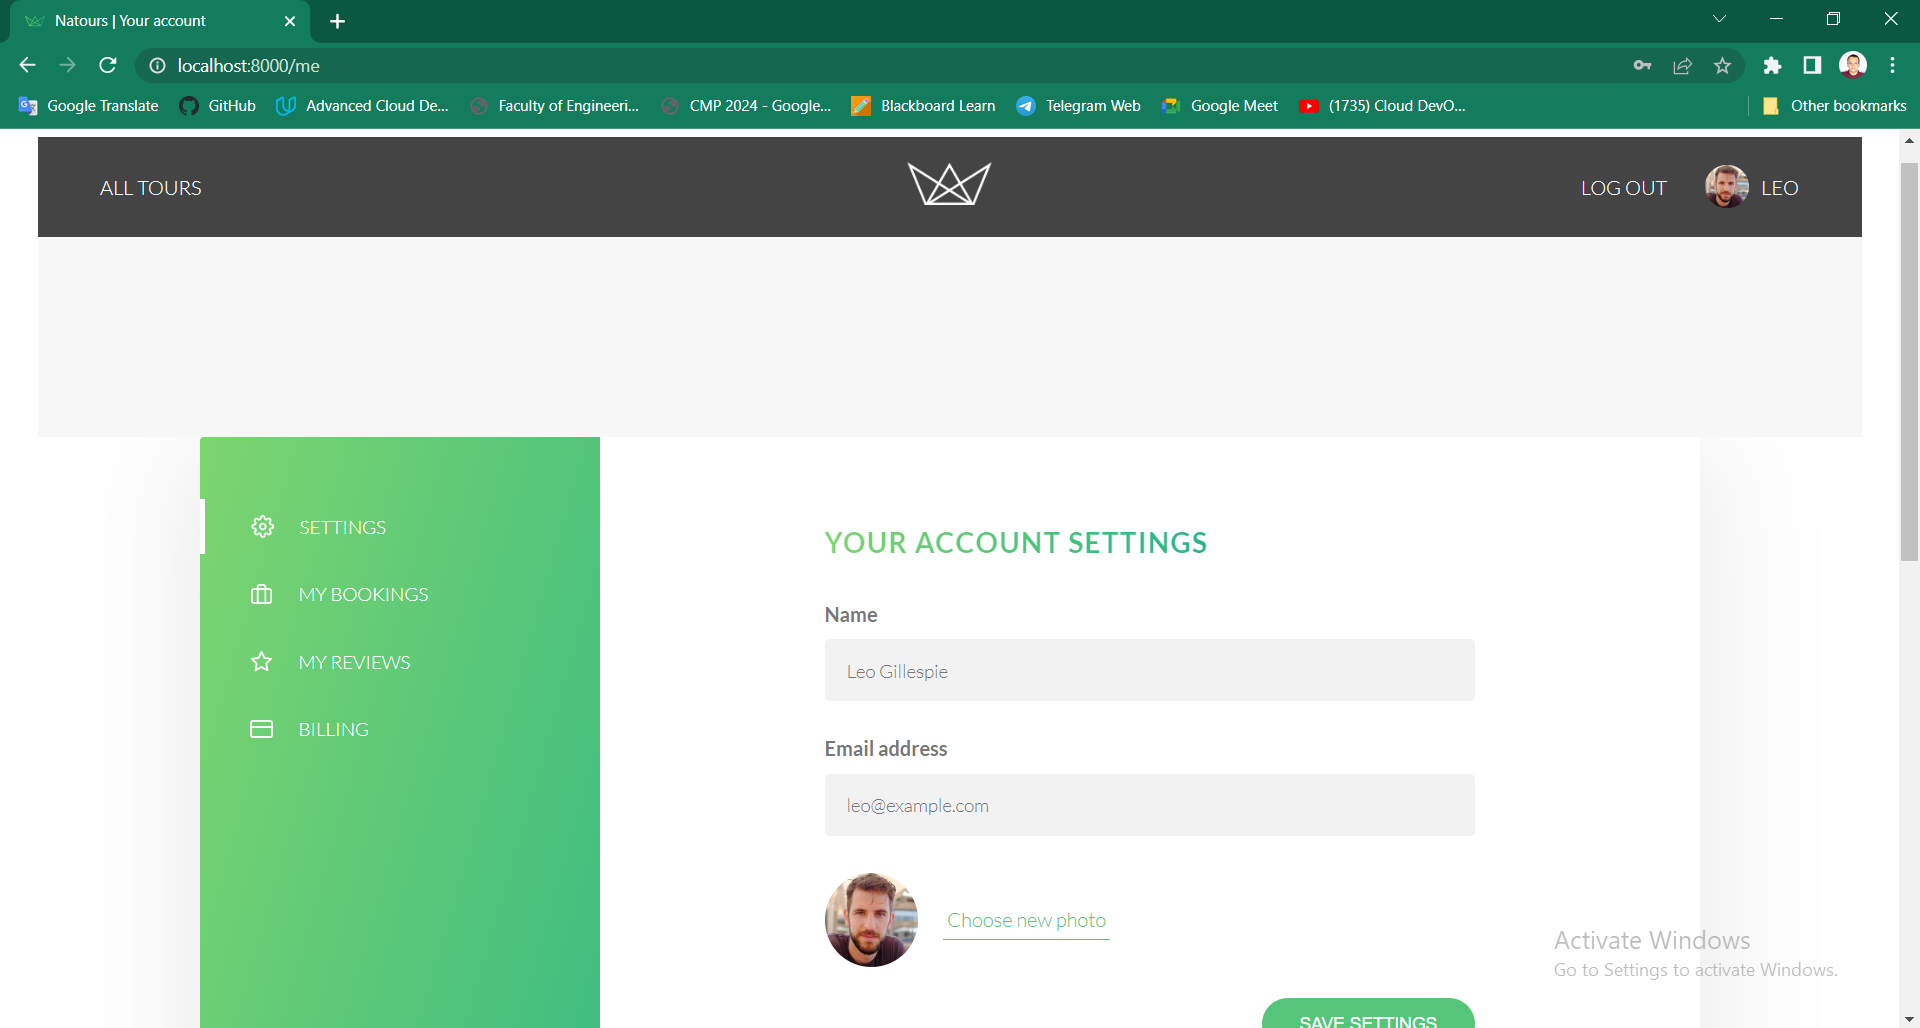 Natours | Your account
localhost:8000/me
Google Translate
GitHub
Advanced Cloud De...
Faculty of Engineeri...
CMP 2024 - Google...
Blackboard Learn
Telegram Web
Google Meet
(1735) Cloud DevO...
Other bookmarks
ALL TOURS
LOG OUT
LEO
SETTINGS
MY BOOKINGS
MY REVIEWS
BILLING
YOUR ACCOUNT SETTINGS
Name
Leo Gillespie
Email address
leo@example.com
Choose new photo
SAVE SETTINGS
Activate Windows
Go to Settings to activate Windows.